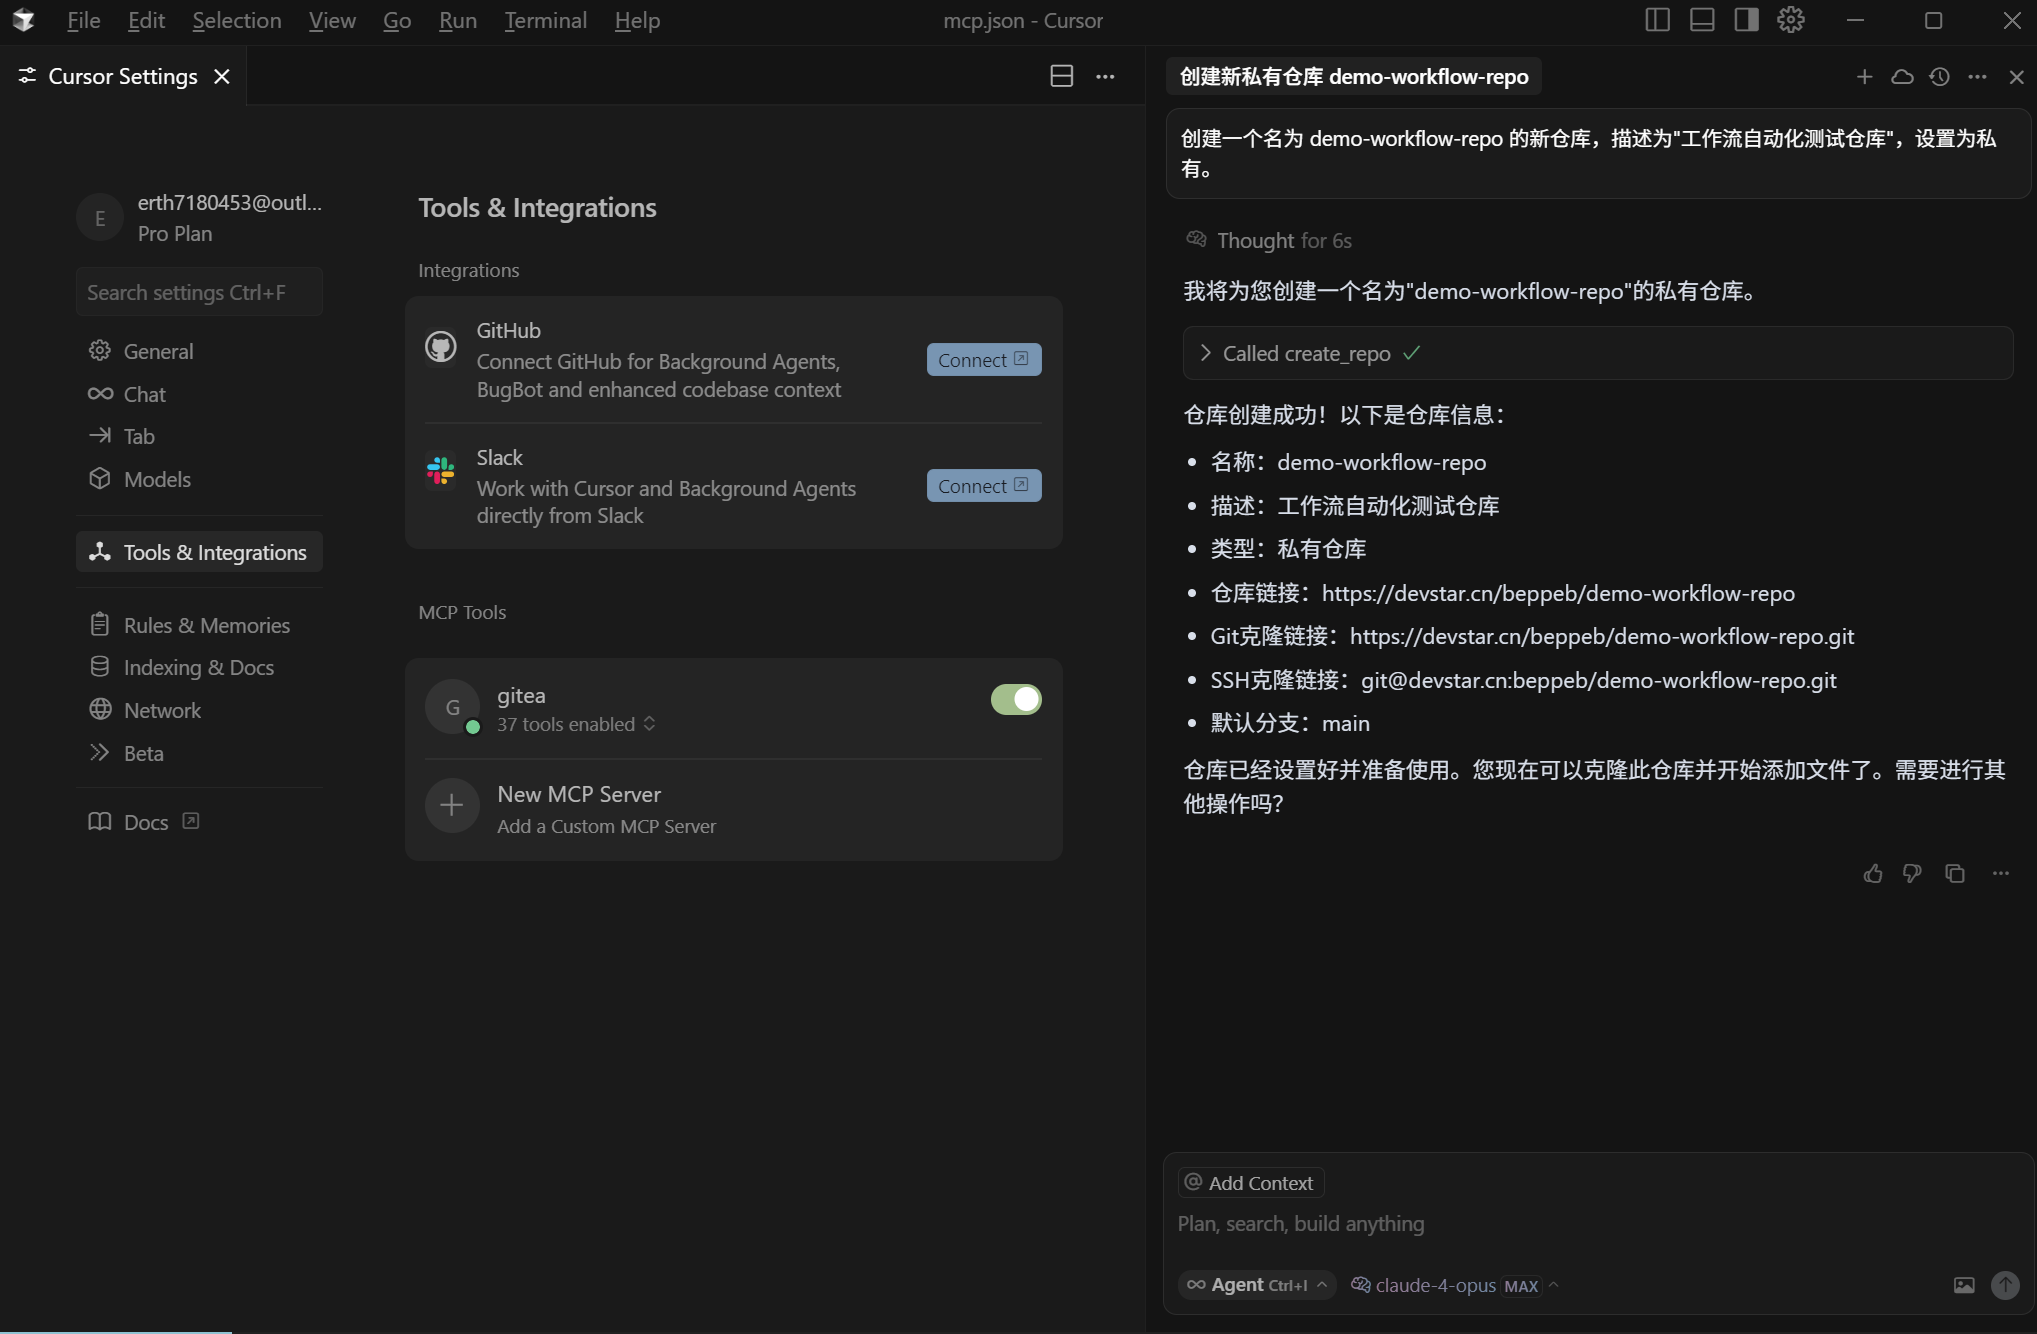 File Edit Selection View Go Run Terminal Help
mcp.json - Cursor
Cursor Settings
E
erth7180453@outl...
Pro Plan
Search settings Ctrl+F
General
Chat
Tab
Models
Tools & Integrations
Rules & Memories
Indexing & Docs
Network
Beta
Docs
Tools & Integrations
Integrations
GitHub
Connect GitHub for Background Agents,
BugBot and enhanced codebase context
Connect
Slack
Work with Cursor and Background Agents
directly from Slack
Connect
MCP Tools
G
gitea
37 tools enabled
New MCP Server
Add a Custom MCP Server
创建新私有仓库 demo-workflow-repo
创建一个名为 demo-workflow-repo 的新仓库，描述为"工作流自动化测试仓库"，设置为私
有。
Thought for 6s
我将为您创建一个名为"demo-workflow-repo"的私有仓库。
Called create_repo
仓库创建成功！以下是仓库信息：
• 名称：demo-workflow-repo
• 描述：工作流自动化测试仓库
• 类型：私有仓库
• 仓库链接：https://devstar.cn/beppeb/demo-workflow-repo
• Git克隆链接：https://devstar.cn/beppeb/demo-workflow-repo.git
• SSH克隆链接：git@devstar.cn:beppeb/demo-workflow-repo.git
• 默认分支：main
仓库已经设置好并准备使用。您现在可以克隆此仓库并开始添加文件了。需要进行其
他操作吗？
@ Add Context
Plan, search, build anything
Agent Ctrl+I
claude-4-opus MAX